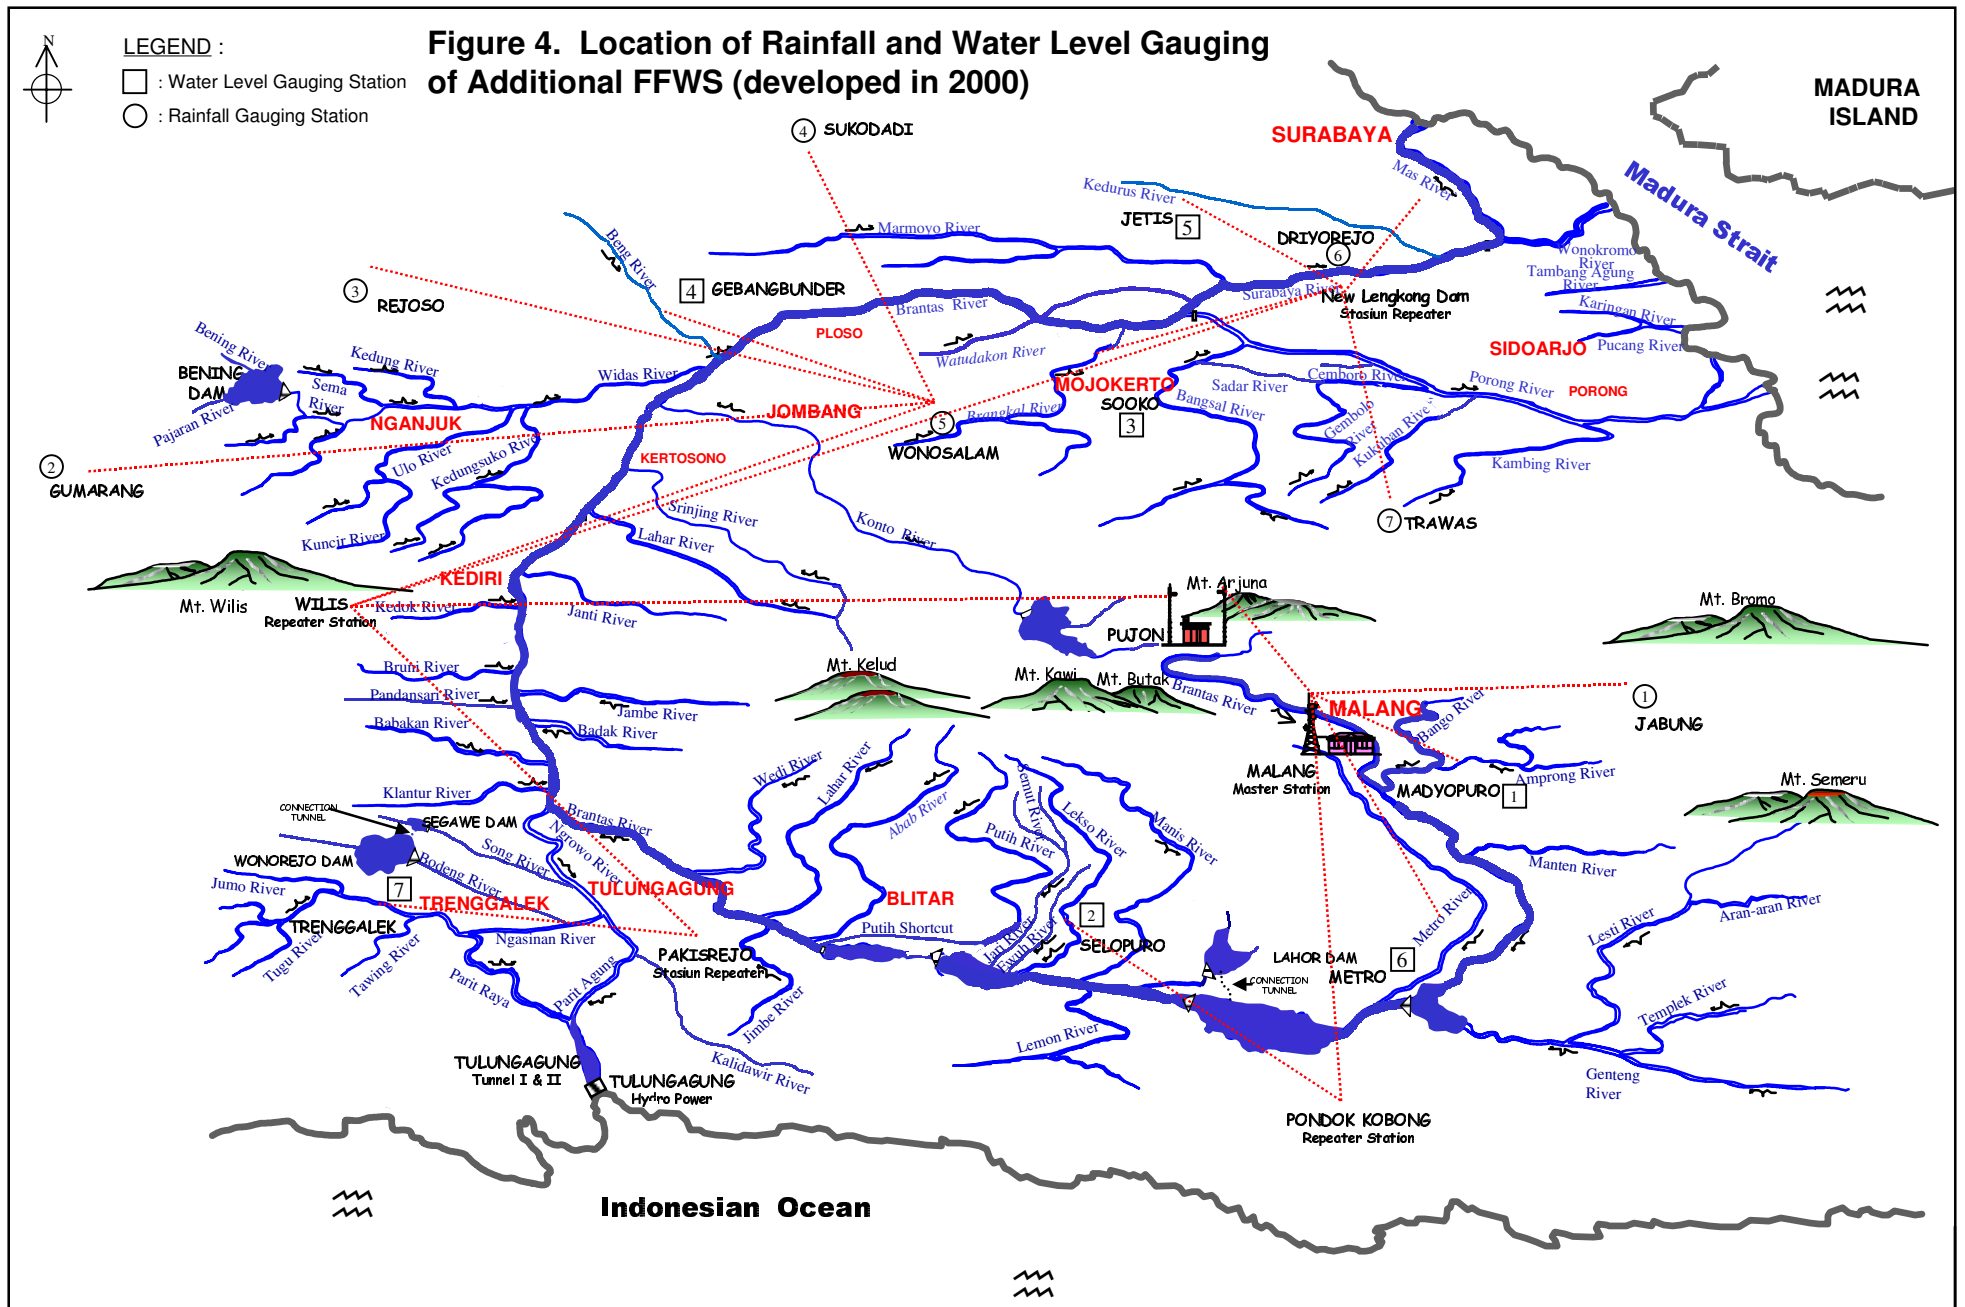 Figure 4. Location of Rainfall and Water Level Gauging
of Additional FFWS (developed in 2000)
N
LEGEND :
: Water Level Gauging Station
: Rainfall Gauging Station
MADURA
ISLAND
4 SUKODADI
SURABAYA
Mas River
Madura Strait
Kedurus River
JETIS 5
DRIYOREJO
6
Marmoyo River
Beng River
Wonokromo
River
Tambang Agung
River
3
REJOSO
4 GEBANGBUNDER
Brantas River
Surabaya River
New Lengkong Dam
Stasiun Repeater
Karingan River
Pucang River
PLOSO
SIDOARJO
Bening River
Kedung River
Watudakon River
BENING
DAM
Sema
River
Widas River
MOJOKERTO
Sadar River
Cemboro River
Porong River
PORONG
Pajaran River
NGANJUK
JOMBANG
Brangkal River
SOOKO
3
Bangsal River
Gembolo
River
Kukuban River
5
WONOSALAM
2
GUMARANG
Ulo River
Kedungsuko River
KERTOSONO
Kambing River
Kuncir River
Srinjing River
Lahar River
Konto River
7 TRAWAS
KEDIRI
Mt. Wilis
WILIS
Repeater Station
Kedok River
Janti River
Mt. Arjuna
PUJON
Mt. Bromo
Bruni River
Mt. Kelud
Mt. Kawi
Mt. Butak
Brantas River
Pandansari River
Jambe River
Babakan River
Badak River
MALANG
Bango River
1
JABUNG
Wedi River
Lahar River
Abab River
MALANG
Master Station
MADYOPURO 1
Amprong River
Mt. Semeru
Klantur River
CONNECTION
TUNNEL
SEGAWE DAM
Brantas River
Ngrowo River
Song River
Semut River
Putih River
Lekso River
Manis River
WONOREJO DAM
Bodeng River
7
Jumo River
TRENGGALEK
TULUNGAGUNG
BLITAR
Manten River
TRENGGALEK
Ngasinan River
Putih Shortcut
Jari River
Ewuh River
2
SELOPURO
Metro River
Lesti River
Aran-aran River
Tugu River
Tawing River
Parit Raya
Parit Agung
PAKISREJO
Stasiun Repeater
LAHOR DAM
CONNECTION
TUNNEL
METRO
6
Templek River
Jimbe River
Lemon River
Kalidawir River
TULUNGAGUNG
Tunnel I & II
TULUNGAGUNG
Hydro Power
Genteng
River
PONDOK KOBONG
Repeater Station
Indonesian Ocean